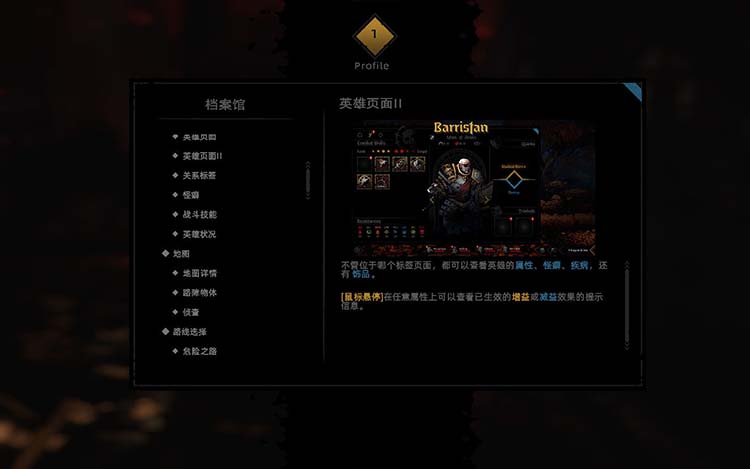 1
Profile
档案馆
英雄页面
英雄页面II
关系标签
怪癖
战斗技能
英雄状况
地图
地图详情
路障物体
侦查
路线选择
危险之路
英雄页面II
Barristan
Combat Skills
不管位于哪个标签页面，都可以查看英雄的属性、怪癖、疾病，还
有 饰品。
[鼠标悬停]在任意属性上可以查看已生效的增益或减益效果的提示
信息。